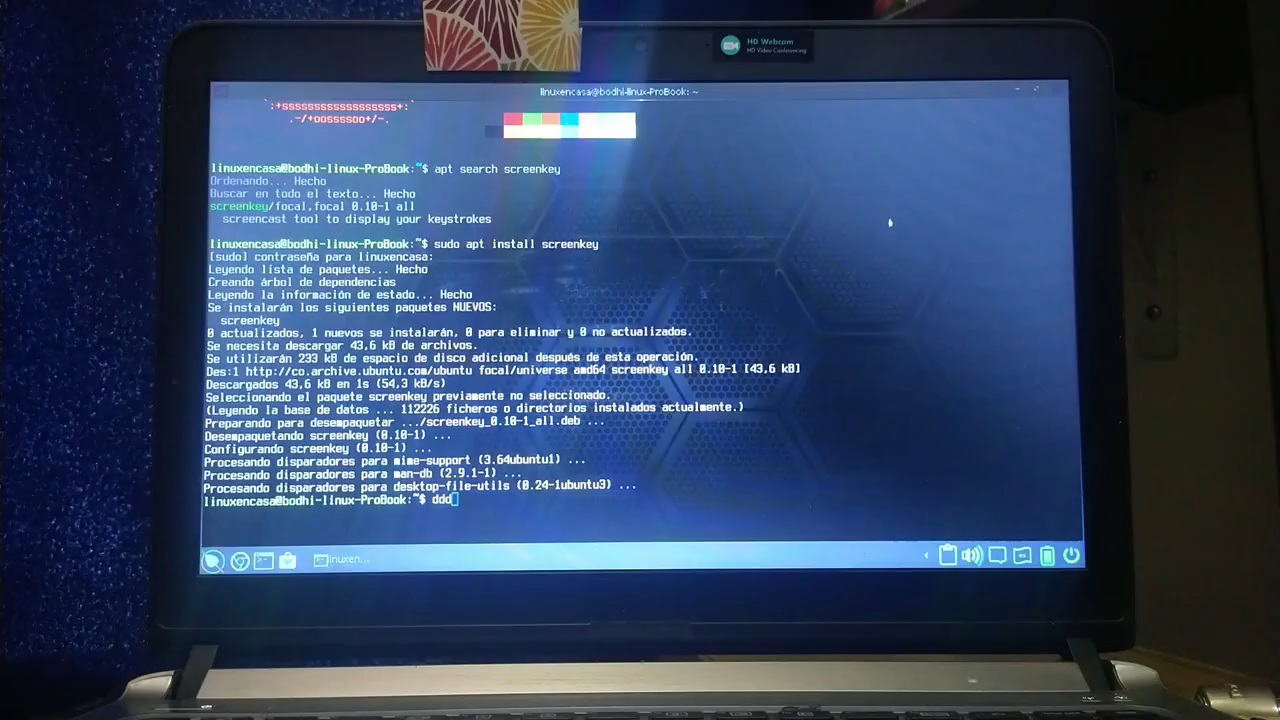 HD Webcam
HD Video Conferencing
linuxencasa@bodhi-linux-ProBook: ~
`:+ssssssssssssssssss+:`
.-/+oossssoo+/-.
linuxencasa@bodhi-linux-ProBook:~$ apt search screenkey
Ordenando... Hecho
Buscar en todo el texto... Hecho
screenkey/focal,focal 0.10-1 all
screencast tool to display your keystrokes
linuxencasa@bodhi-linux-ProBook:~$ sudo apt install screenkey
[sudo] contraseña para linuxencasa:
Leyendo lista de paquetes... Hecho
Creando árbol de dependencias
Leyendo la información de estado... Hecho
Se instalarán los siguientes paquetes NUEVOS:
screenkey
0 actualizados, 1 nuevos se instalarán, 0 para eliminar y 0 no actualizados.
Se necesita descargar 43,6 kB de archivos.
Se utilizarán 233 kB de espacio de disco adicional después de esta operación.
Des:1 http://co.archive.ubuntu.com/ubuntu focal/universe amd64 screenkey all 0.10-1 [43,6 kB]
Descargados 43,6 kB en 1s (54,3 kB/s)
Seleccionando el paquete screenkey previamente no seleccionado.
(Leyendo la base de datos ... 112226 ficheros o directorios instalados actualmente.)
Preparando para desempaquetar .../screenkey_0.10-1_all.deb ...
Desempaquetando screenkey (0.10-1) ...
Configurando screenkey (0.10-1) ...
Procesando disparadores para mime-support (3.64ubuntu1) ...
Procesando disparadores para man-db (2.9.1-1) ...
Procesando disparadores para desktop-file-utils (0.24-1ubuntu3) ...
linuxencasa@bodhi-linux-ProBook:~$ ddd
linuxen...